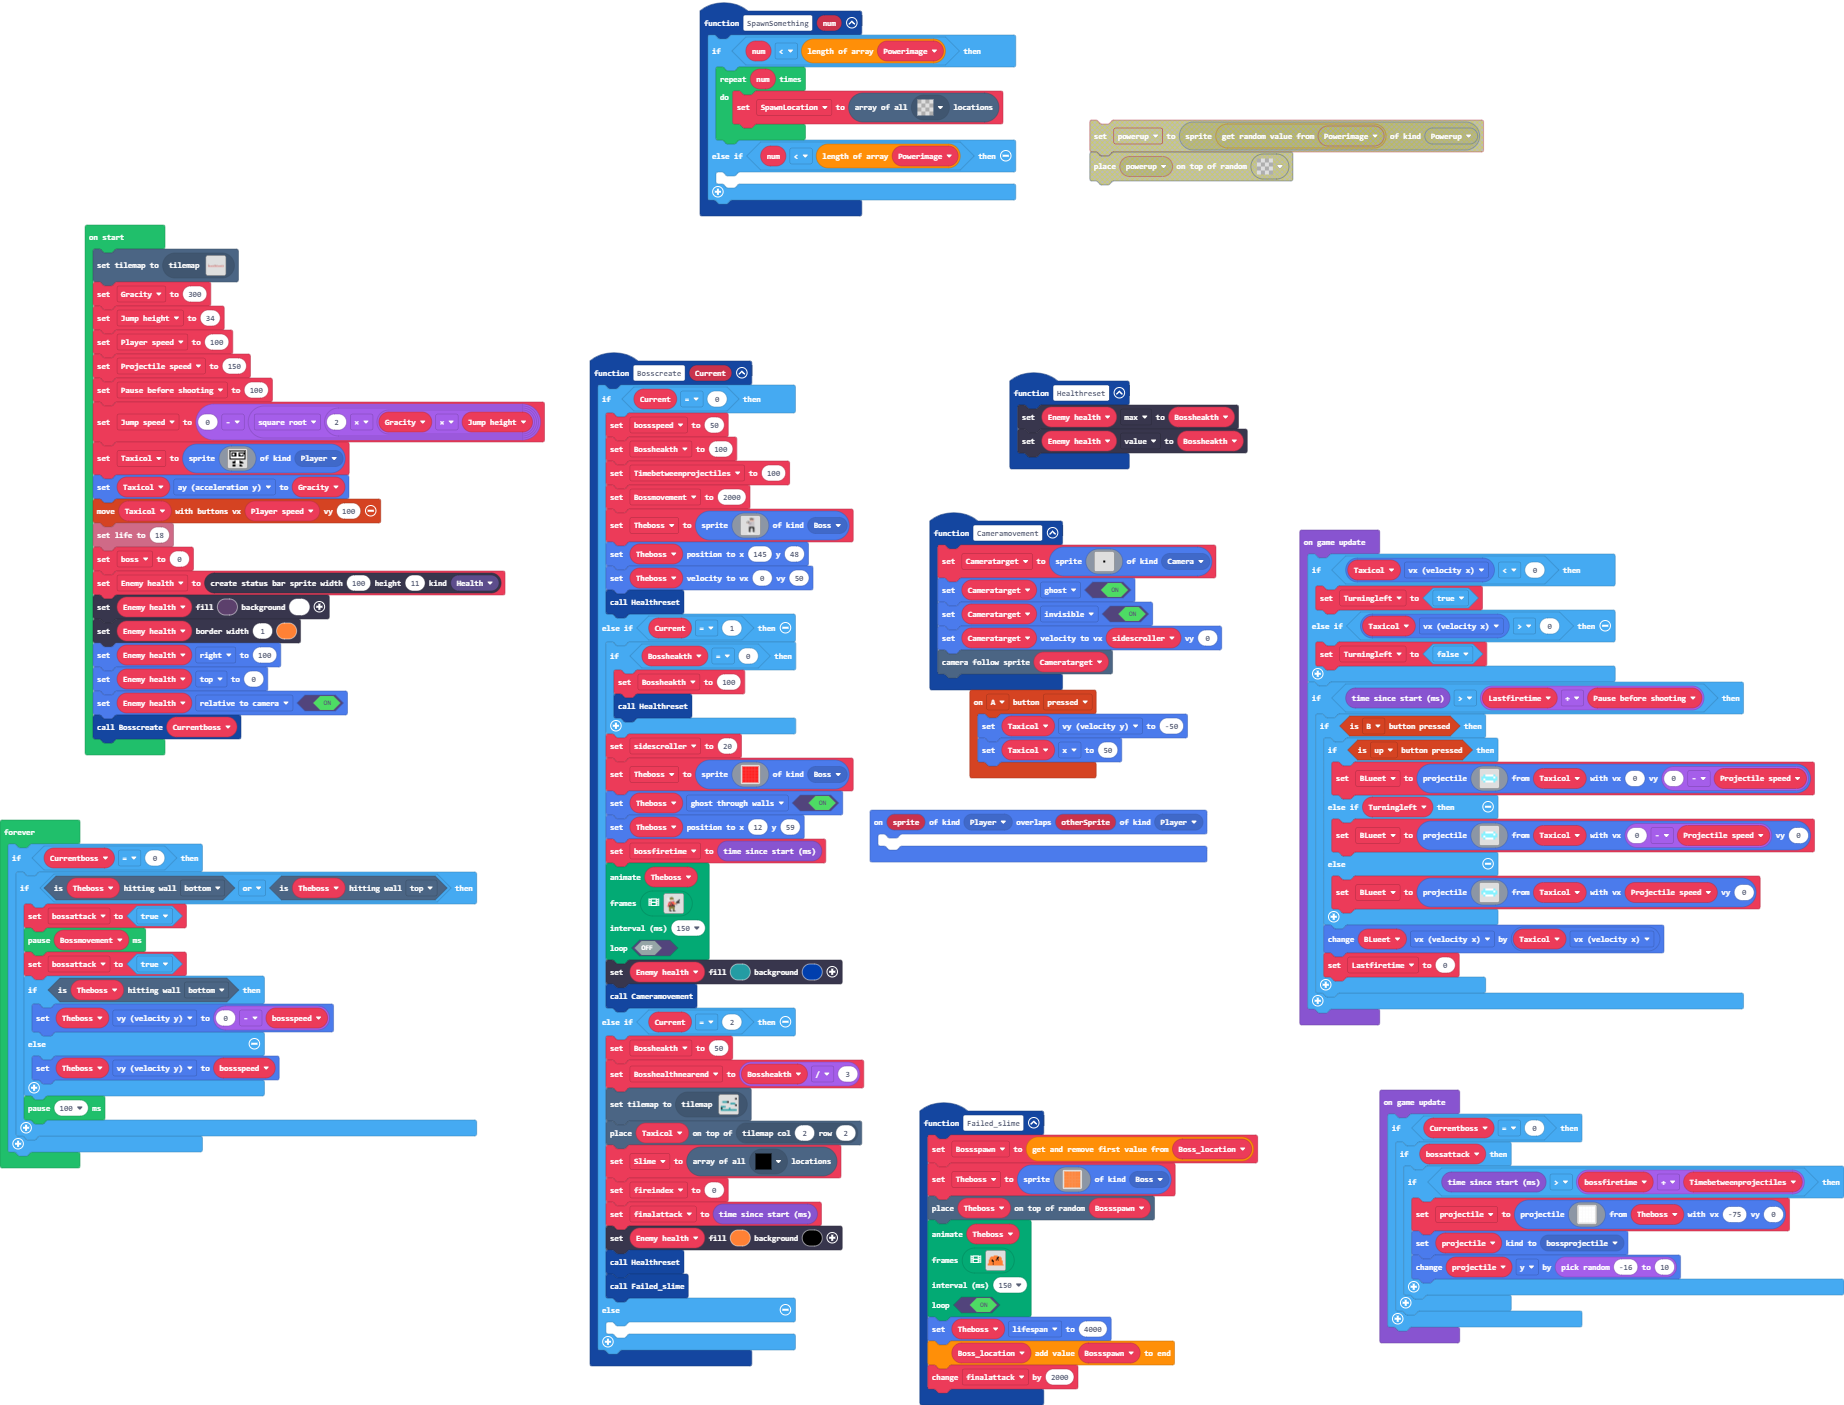 function SpawnSomething num
if num < length of array Powerimage then
repeat num times
do set SpawnLocation to array of all locations
else if num < length of array Powerimage then
set powerup to sprite get random value from Powerimage of kind Powerup
place powerup on top of random
on start
set tilemap to tilemap
set Gracity to 300
set Jump height to 34
set Player speed to 100
set Projectile speed to 150
set Pause before shooting to 100
set Jump speed to 0 - square root 2 × Gracity × Jump height
set Taxicol to sprite of kind Player
set Taxicol ay (acceleration y) to Gracity
move Taxicol with buttons vx Player speed vy 100
set life to 18
set boss to 0
set Enemy health to create status bar sprite width 100 height 11 kind Health
set Enemy health fill background
set Enemy health border width 1
set Enemy health right to 100
set Enemy health top to 0
set Enemy health relative to camera ON
call Bosscreate Currentboss
forever
if Currentboss = 0 then
if is Theboss hitting wall bottom or is Theboss hitting wall top then
set bossattack to true
pause Bossmovement ms
set bossattack to true
if is Theboss hitting wall bottom then
set Theboss vy (velocity y) to 0 - bossspeed
else
set Theboss vy (velocity y) to bossspeed
pause 100 ms
function Bosscreate Current
if Current = 0 then
set bossspeed to 50
set Bossheakth to 100
set Timebetweenprojectiles to 100
set Bossmovement to 2000
set Theboss to sprite of kind Boss
set Theboss position to x 145 y 48
set Theboss velocity to vx 0 vy 50
call Healthreset
else if Current = 1 then
if Bossheakth = 0 then
set Bossheakth to 100
call Healthreset
set sidescroller to 20
set Theboss to sprite of kind Boss
set Theboss ghost through walls ON
set Theboss position to x 12 y 59
set bossfiretime to time since start (ms)
animate Theboss
frames
interval (ms) 150
loop OFF
set Enemy health fill background
call Cameramovement
else if Current = 2 then
set Bossheakth to 50
set Bosshealthnearend to Bossheakth / 3
set tilemap to tilemap
place Taxicol on top of tilemap col 2 row 2
set Slime to array of all locations
set fireindex to 0
set finalattack to time since start (ms)
set Enemy health fill background
call Healthreset
call Failed_slime
else
function Healthreset
set Enemy health max to Bossheakth
set Enemy health value to Bossheakth
function Cameramovement
set Cameratarget to sprite of kind Camera
set Cameratarget ghost ON
set Cameratarget invisible ON
set Cameratarget velocity to vx sidescroller vy 0
camera follow sprite Cameratarget
on A button pressed
set Taxicol vy (velocity y) to -50
set Taxicol x to 50
on sprite of kind Player overlaps otherSprite of kind Player
function Failed_slime
set Bossspawn to get and remove first value from Boss_location
set Theboss to sprite of kind Boss
place Theboss on top of random Bossspawn
animate Theboss
frames
interval (ms) 150
loop ON
set Theboss lifespan to 4000
Boss_location add value Bossspawn to end
change finalattack by 2000
on game update
if Taxicol vx (velocity x) < 0 then
set Turningleft to true
else if Taxicol vx (velocity x) > 0 then
set Turningleft to false
if time since start (ms) > Lastfiretime + Pause before shooting then
if is B button pressed then
if is up button pressed then
set BLueet to projectile from Taxicol with vx 0 vy 0 - Projectile speed
else if Turningleft then
set BLueet to projectile from Taxicol with vx 0 - Projectile speed vy 0
else
set BLueet to projectile from Taxicol with vx Projectile speed vy 0
change BLueet vx (velocity x) by Taxicol vx (velocity x)
set Lastfiretime to 0
on game update
if Currentboss = 0 then
if bossattack then
if time since start (ms) > bossfiretime + Timebetweenprojectiles then
set projectile to projectile from Theboss with vx -75 vy 0
set projectile kind to bossprojectile
change projectile y by pick random -16 to 10